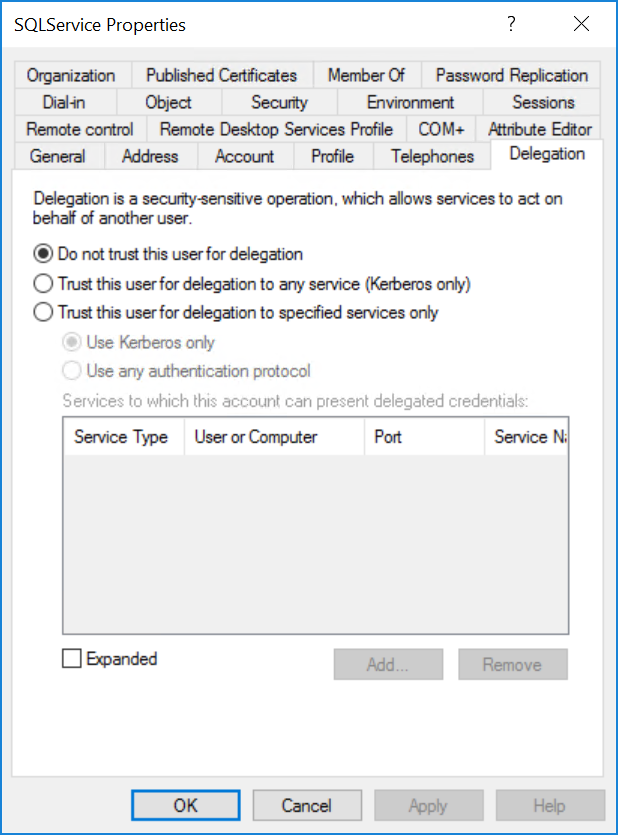 SQLService Properties
?
Organization Published Certificates Member Of Password Replication
Dial-in Object Security Environment Sessions
Remote control Remote Desktop Services Profile COM+ Attribute Editor
General Address Account Profile Telephones Delegation
Delegation is a security-sensitive operation, which allows services to act on
behalf of another user.
Do not trust this user for delegation
Trust this user for delegation to any service (Kerberos only)
Trust this user for delegation to specified services only
Use Kerberos only
Use any authentication protocol
Services to which this account can present delegated credentials:
Service Type User or Computer Port Service
Expanded Add... Remove
OK Cancel Apply Help